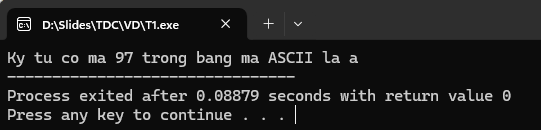 D:\Slides\TDC\VD\T1.exe
Ky tu co ma 97 trong bang ma ASCII la a
--------------------------------
Process exited after 0.08879 seconds with return value 0
Press any key to continue . . .